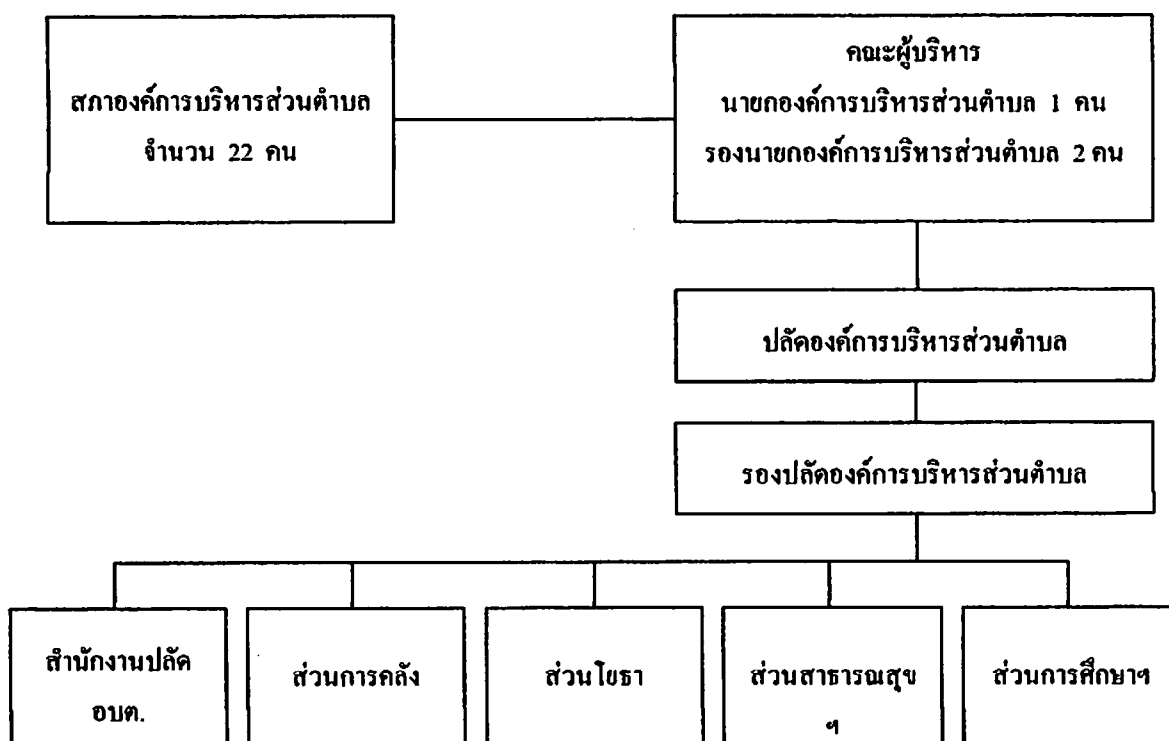 สภาองค์การบริหารส่วนตำบล
จำนวน 22 คน
คณะผู้บริหาร
นายกองค์การบริหารส่วนตำบล 1 คน
รองนายกองค์การบริหารส่วนตำบล 2 คน
ปลัดองค์การบริหารส่วนตำบล
รองปลัดองค์การบริหารส่วนตำบล
สำนักงานปลัด
อบต.
ส่วนการคลัง
ส่วนโยธา
ส่วนสาธารณสุข
ฯ
ส่วนการศึกษาฯ